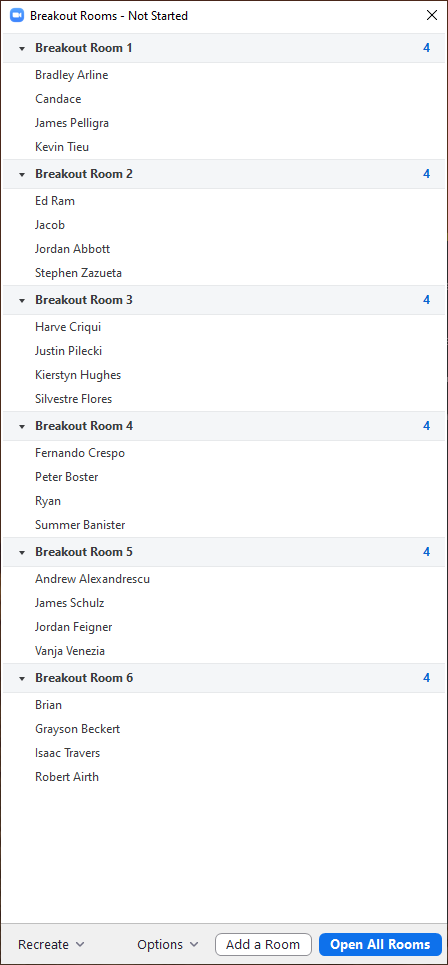 Breakout Rooms - Not Started
Breakout Room 1 4
Bradley Arline
Candace
James Pelligra
Kevin Tieu
Breakout Room 2 4
Ed Ram
Jacob
Jordan Abbott
Stephen Zazueta
Breakout Room 3 4
Harve Criqui
Justin Pilecki
Kierstyn Hughes
Silvestre Flores
Breakout Room 4 4
Fernando Crespo
Peter Boster
Ryan
Summer Banister
Breakout Room 5 4
Andrew Alexandrescu
James Schulz
Jordan Feigner
Vanja Venezia
Breakout Room 6 4
Brian
Grayson Beckert
Isaac Travers
Robert Airth
Recreate Options Add a Room Open All Rooms